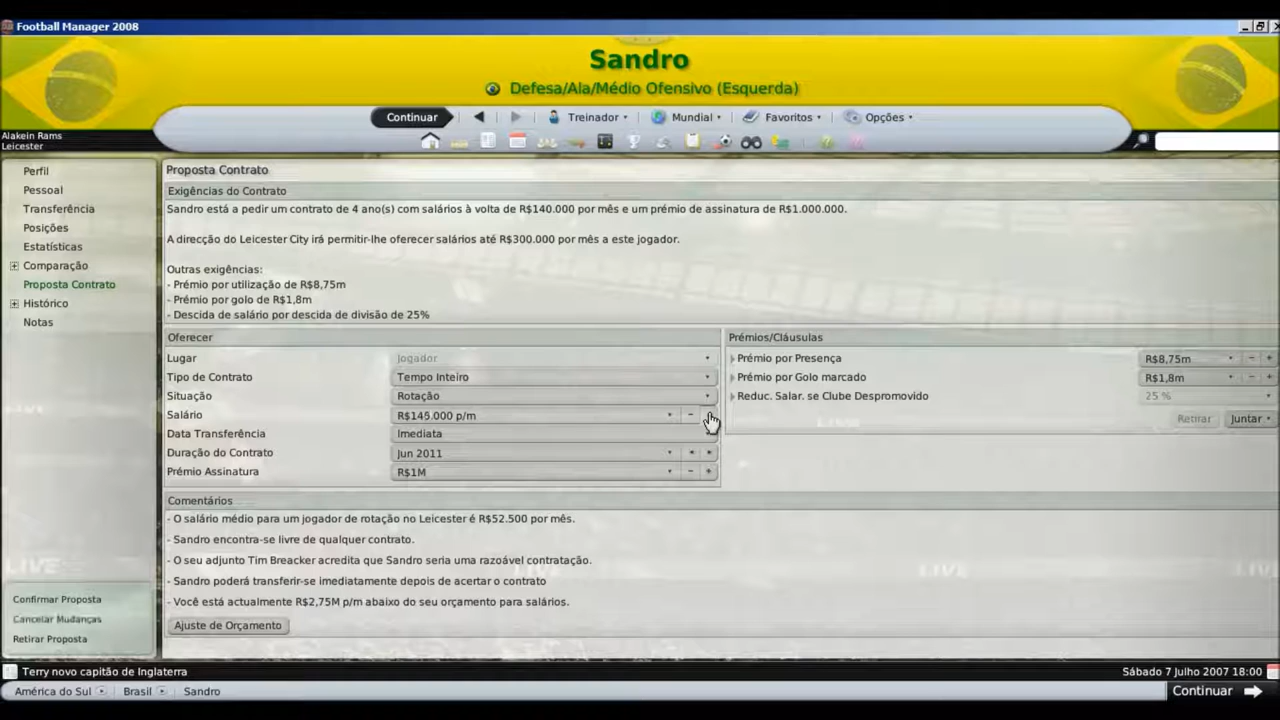 Football Manager 2008
Sandro
Defesa/Ala/Médio Ofensivo (Esquerda)
Continuar
Treinador
Mundial
Favoritos
Opções
Alakein Rams
Leicester
Perfil
Pessoal
Transferência
Posições
Estatísticas
Comparação
Proposta Contrato
Histórico
Notas
Proposta Contrato
Exigências do Contrato
Sandro está a pedir um contrato de 4 ano(s) com salários à volta de R$140.000 por mês e um prémio de assinatura de R$1.000.000.
A direcção do Leicester City irá permitir-lhe oferecer salários até R$300.000 por mês a este jogador.
Outras exigências:
- Prémio por utilização de R$8,75m
- Prémio por golo de R$1,8m
- Descida de salário por descida de divisão de 25%
Oferecer
Lugar Jogador
Tipo de Contrato Tempo Inteiro
Situação Rotação
Salário R$145.000 p/m
Data Transferência Imediata
Duração do Contrato Jun 2011
Prémio Assinatura R$1M
Prémios/Cláusulas
Prémio por Presença R$8,75m
Prémio por Golo marcado R$1,8m
Reduc. Salar. se Clube Despromovido 25 %
Retirar Juntar
Comentários
- O salário médio para um jogador de rotação no Leicester é R$52.500 por mês.
- Sandro encontra-se livre de qualquer contrato.
- O seu adjunto Tim Breacker acredita que Sandro seria uma razoável contratação.
- Sandro poderá transferir-se imediatamente depois de acertar o contrato
- Você está actualmente R$2,75M p/m abaixo do seu orçamento para salários.
Ajuste de Orçamento
Confirmar Proposta
Cancelar Mudanças
Retirar Proposta
LIVE
LIVE
LIVE
LIVE
Terry novo capitão de Inglaterra
Sábado 7 Julho 2007 18:00
América do Sul Brasil Sandro
Continuar